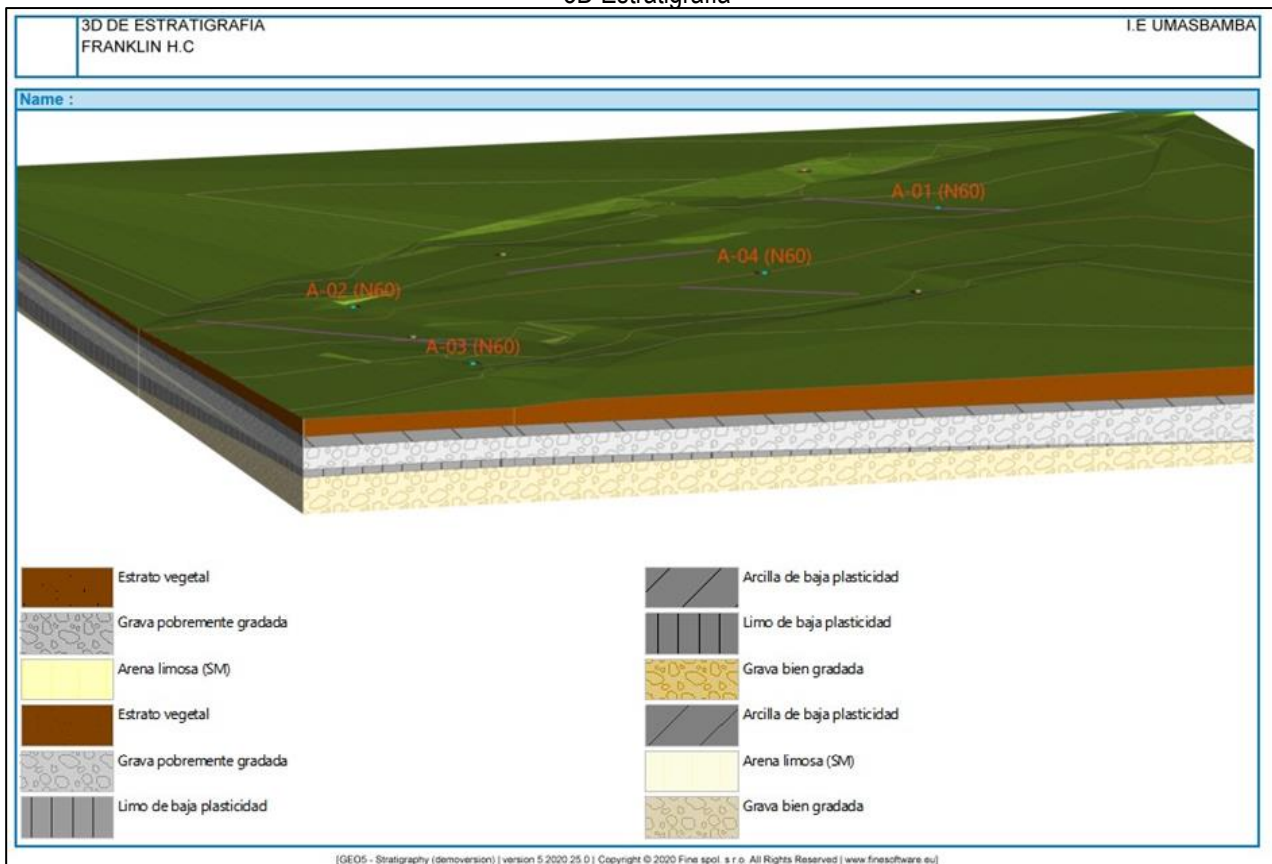 3D Estratigrafia
3D DE ESTRATIGRAFIA
FRANKLIN H.C
I.E UMASBAMBA
Name :
A-01 (N60)
A-04 (N60)
A-02 (N60)
A-03 (N60)
Estrato vegetal
Arcilla de baja plasticidad
Grava pobremente gradada
Limo de baja plasticidad
Arena limosa (SM)
Grava bien gradada
Estrato vegetal
Arcilla de baja plasticidad
Grava pobremente gradada
Arena limosa (SM)
Limo de baja plasticidad
Grava bien gradada
[GEO5 - Stratigraphy (demoversion) | version 5.2020.25.0 | Copyright © 2020 Fine spol. s r.o. All Rights Reserved | www.finesoftware.eu]